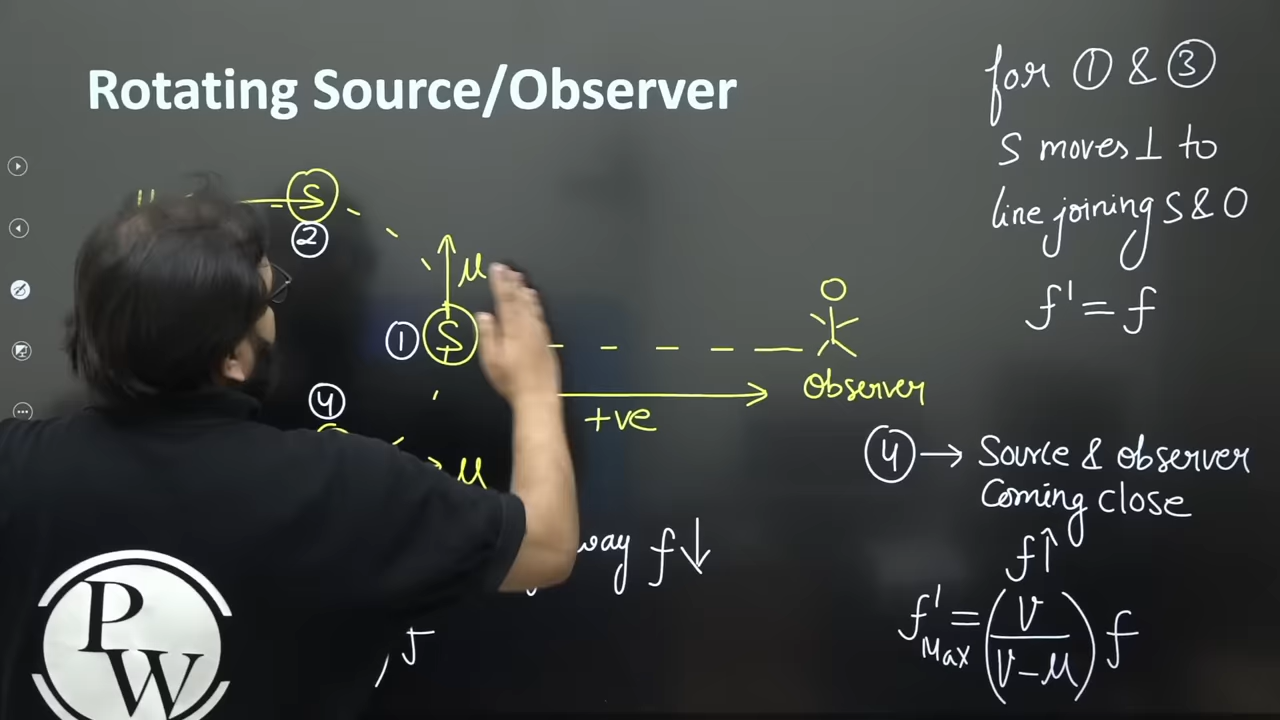 Rotating Source/Observer
for ① & ③
S moves ⊥ to
line joining S & O
f' = f
S
②
μ
①
S
Observer
+ve
④
μ
④ → Source & observer
Coming close
f↑
f'Max = (V / V - μ) f
way f↓
PW